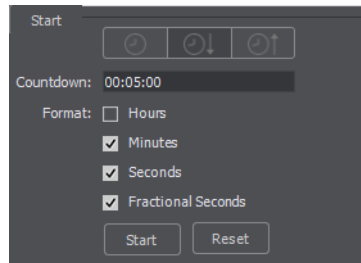 Start
Countdown: 00:05:00
Format: Hours
Minutes
Seconds
Fractional Seconds
Start Reset